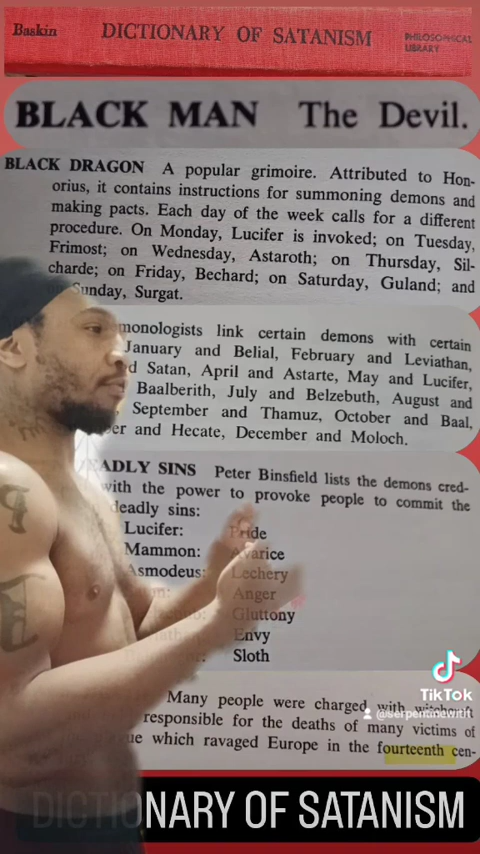 Baskin DICTIONARY OF SATANISM PHILOSOPHICAL
LIBRARY
BLACK MAN The Devil.
BLACK DRAGON A popular grimoire. Attributed to Hon-
orius, it contains instructions for summoning demons and
making pacts. Each day of the week calls for a different
procedure. On Monday, Lucifer is invoked; on Tuesday,
Frimost; on Wednesday, Astaroth; on Thursday, Sil-
charde; on Friday, Bechard; on Saturday, Guland; and
Sunday, Surgat.
monologists link certain demons with certain
January and Belial, February and Leviathan,
d Satan, April and Astarte, May and Lucifer,
Baalberith, July and Belzebuth, August and
September and Thamuz, October and Baal,
er and Hecate, December and Moloch.
EADLY SINS Peter Binsfield lists the demons cred-
with the power to provoke people to commit the
deadly sins:
Lucifer: Pride
Mammon: Avarice
Asmodeus: Lechery
Anger
Gluttony
Envy
Sloth
Many people were charged with witchcraft
responsible for the deaths of many victims of
ue which ravaged Europe in the fourteenth cen-
TikTok
@serpentinewith
DICTIONARY OF SATANISM